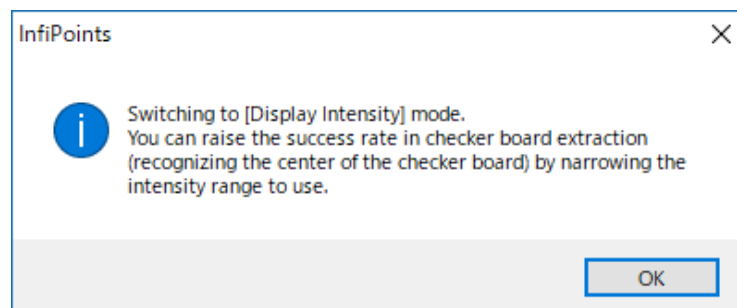 InfiPoints
Switching to [Display Intensity] mode.
You can raise the success rate in checker board extraction
(recognizing the center of the checker board) by narrowing the
intensity range to use.
OK